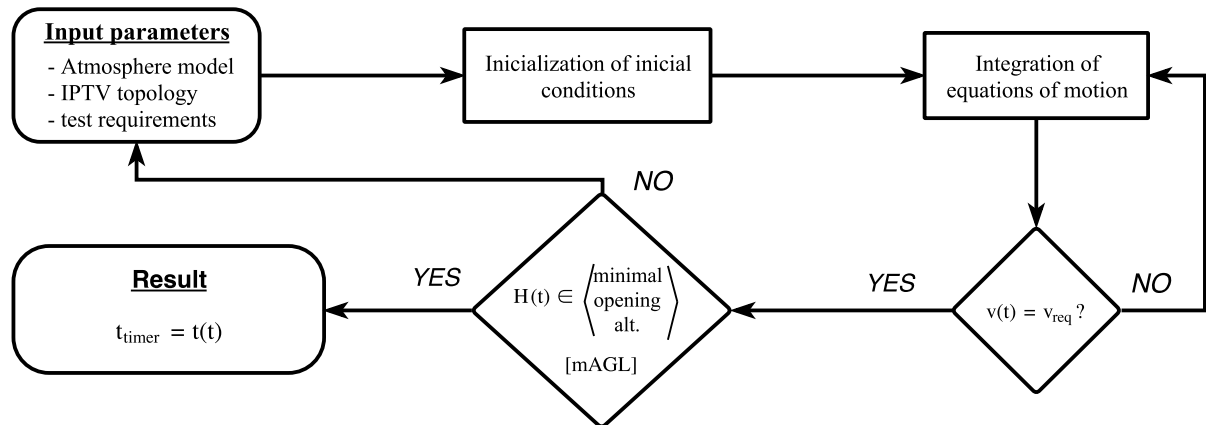 Input parameters
- Atmosphere model
- IPTV topology
- test requirements
Inicialization of inicial
conditions
Integration of
equations of motion
v(t) = v_req ?
NO
YES
H(t) ∈ ⟨minimal
opening
alt.⟩
[mAGL]
NO
YES
Result
t_timer = t(t)